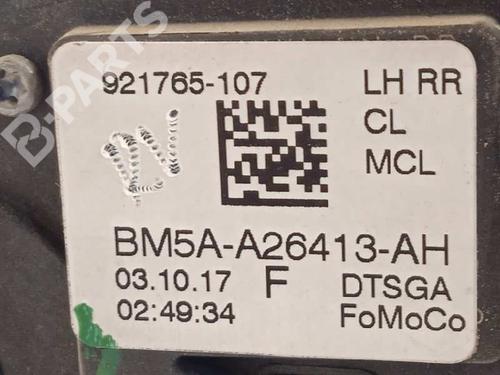 B-PARTS
921765-107 LH RR
CL
MCL
BM5A-A26413-AH
03.10.17 F DTSGA
02:49:34 FoMoCo